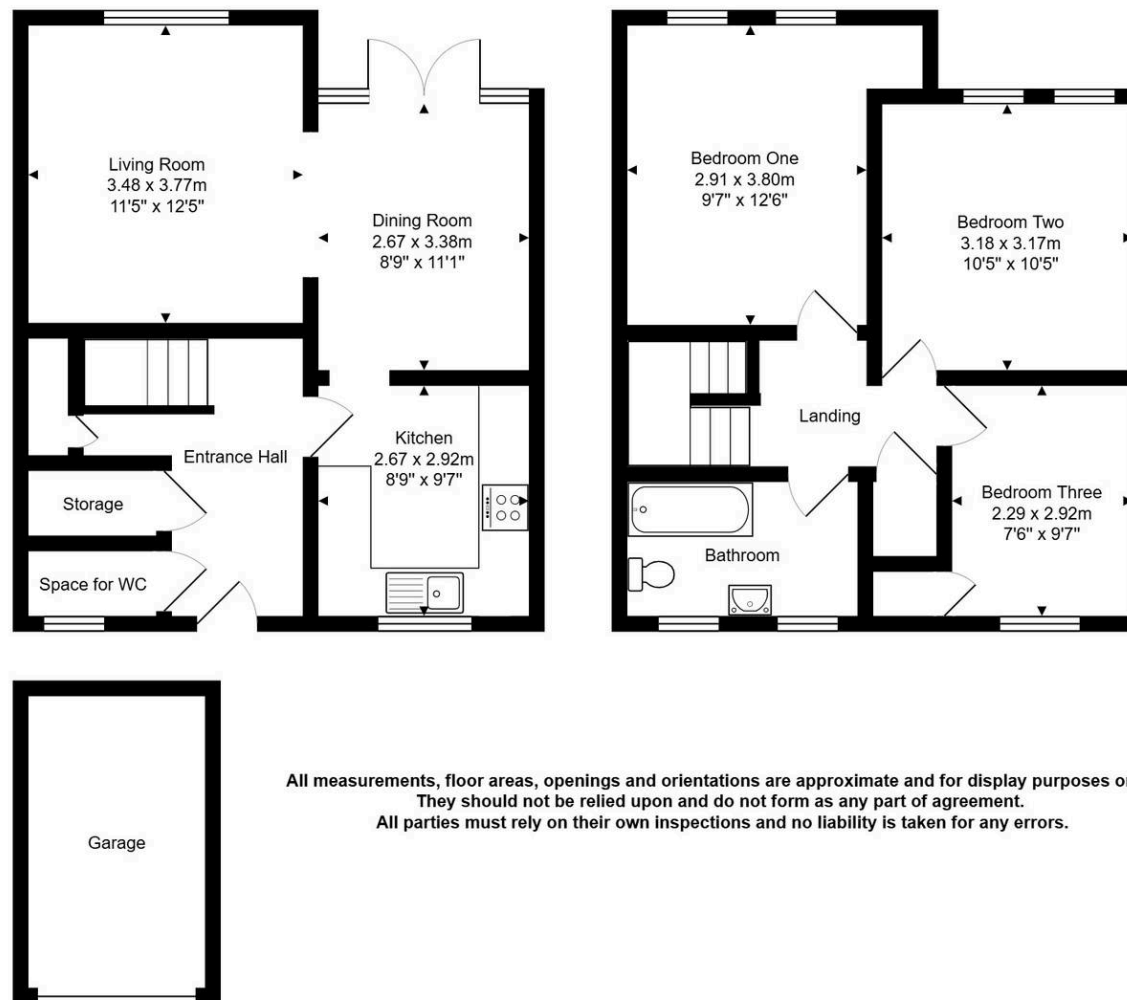 Living Room
3.48 x 3.77m
11'5" x 12'5"
Dining Room
2.67 x 3.38m
8'9" x 11'1"
Entrance Hall
Kitchen
2.67 x 2.92m
8'9" x 9'7"
Storage
Space for WC
Bedroom One
2.91 x 3.80m
9'7" x 12'6"
Bedroom Two
3.18 x 3.17m
10'5" x 10'5"
Landing
Bedroom Three
2.29 x 2.92m
7'6" x 9'7"
Bathroom
Garage
All measurements, floor areas, openings and orientations are approximate and for display purposes
They should not be relied upon and do not form as any part of agreement.
All parties must rely on their own inspections and no liability is taken for any errors.